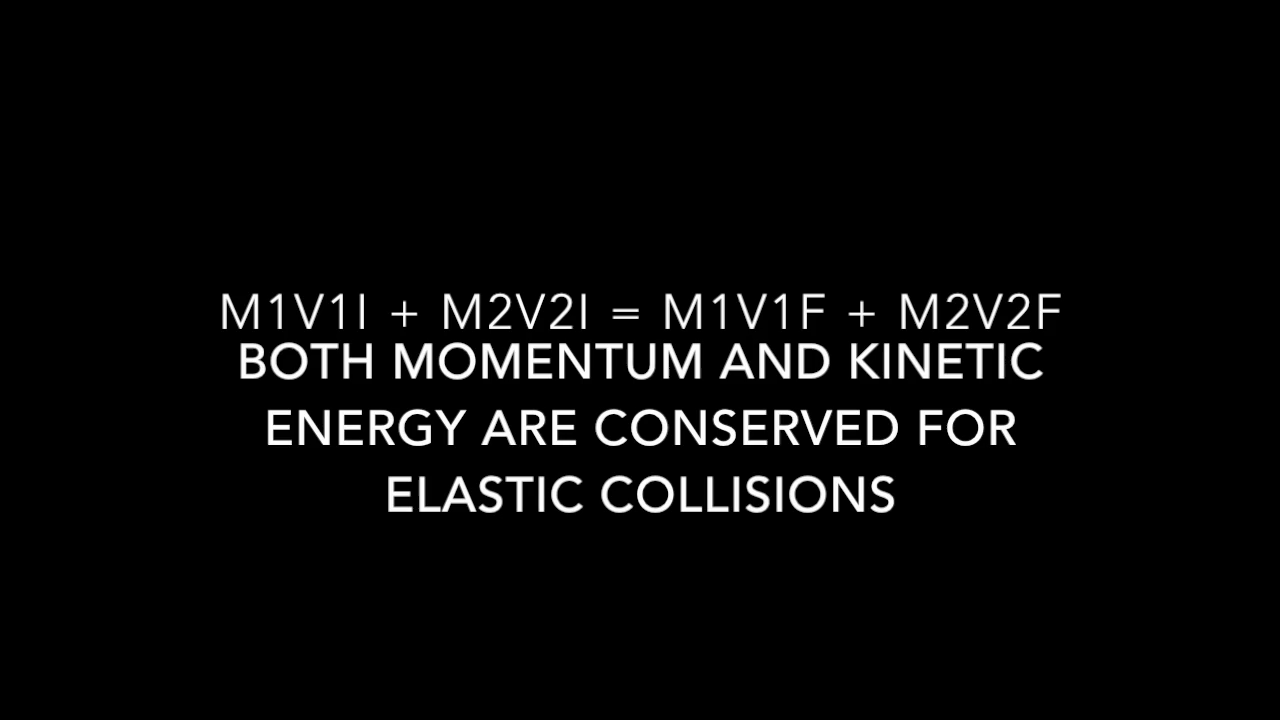 M1V1I + M2V2I = M1V1F + M2V2F
BOTH MOMENTUM AND KINETIC
ENERGY ARE CONSERVED FOR
ELASTIC COLLISIONS